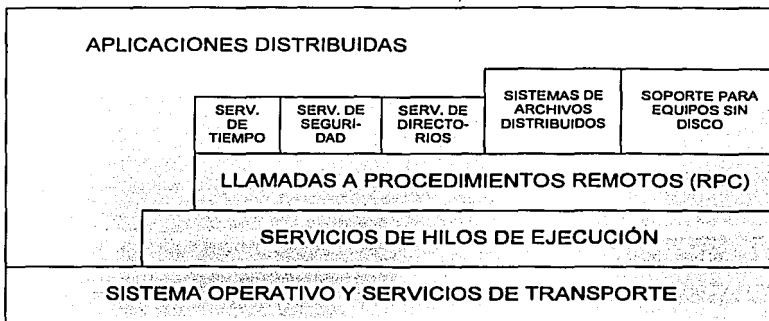 APLICACIONES DISTRIBUIDAS
SERV.
DE
TIEMPO
SERV. DE
SEGURI-
DAD
SERV. DE
DIRECTO-
RIOS
SISTEMAS DE
ARCHIVOS
DISTRIBUIDOS
SOPORTE PARA
EQUIPOS SIN
DISCO
LLAMADAS A PROCEDIMIENTOS REMOTOS (RPC)
SERVICIOS DE HILOS DE EJECUCIÓN
SISTEMA OPERATIVO Y SERVICIOS DE TRANSPORTE